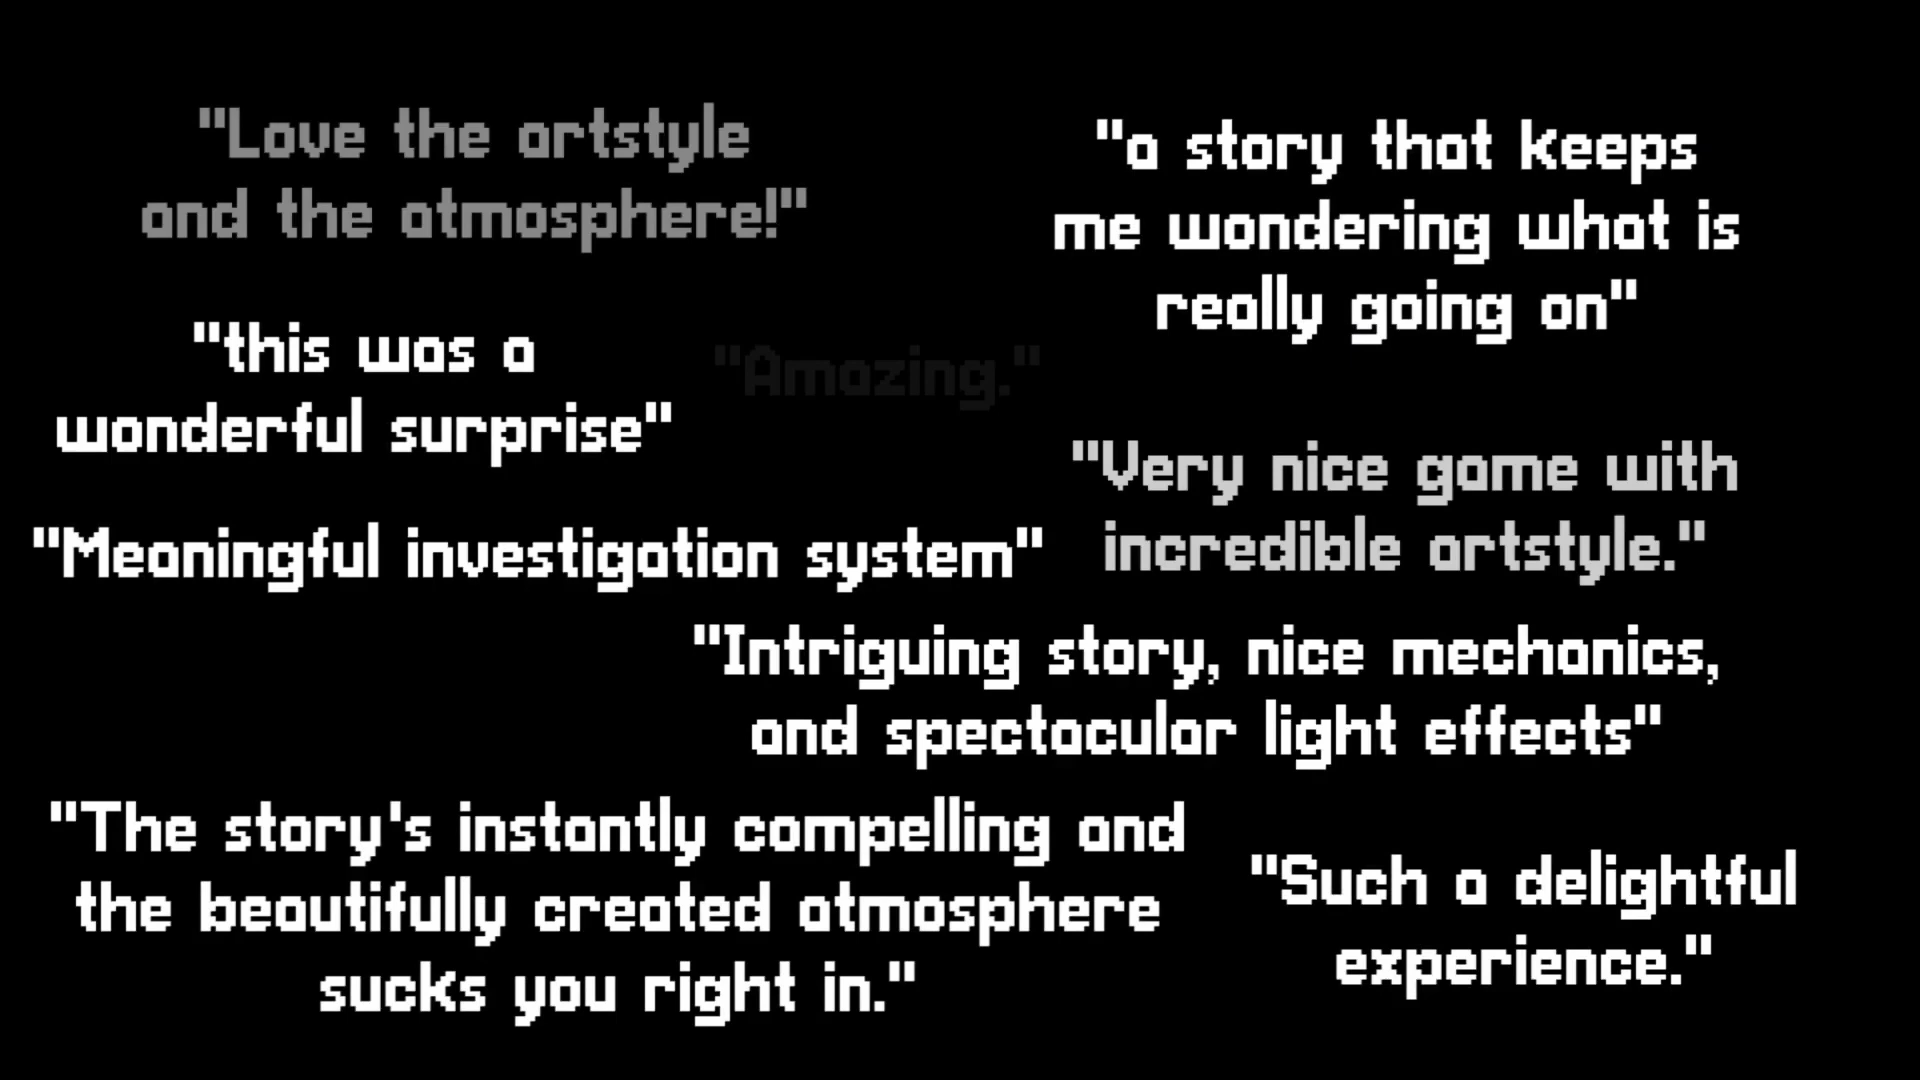 "Love the artstyle
and the atmosphere!"
"a story that keeps
me wondering what is
really going on"
"this was a
wonderful surprise"
"Amazing."
"Very nice game with
incredible artstyle."
"Meaningful investigation system"
"Intriguing story, nice mechanics,
and spectacular light effects"
"The story's instantly compelling and
the beautifully created atmosphere
sucks you right in."
"Such a delightful
experience."